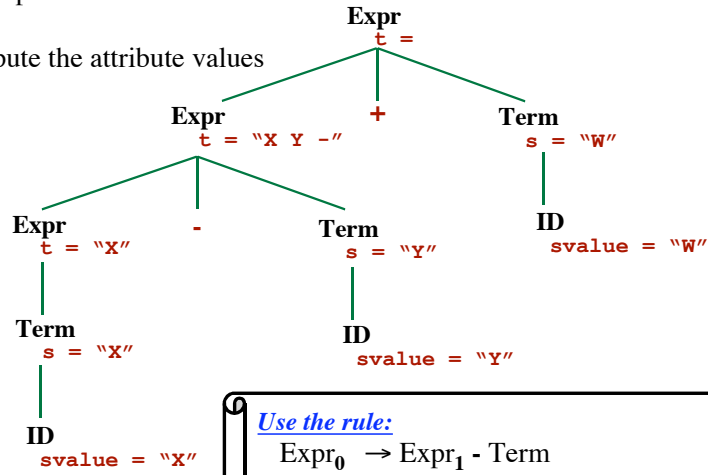 Expr
t =
pute the attribute values
Expr + Term
t = “X Y -” s = “W”
Expr - Term ID
t = “X” s = “Y” svalue = “W”
Term ID
s = “X” svalue = “Y”
Use the rule:
ID Expr0 → Expr1 - Term
svalue = “X”